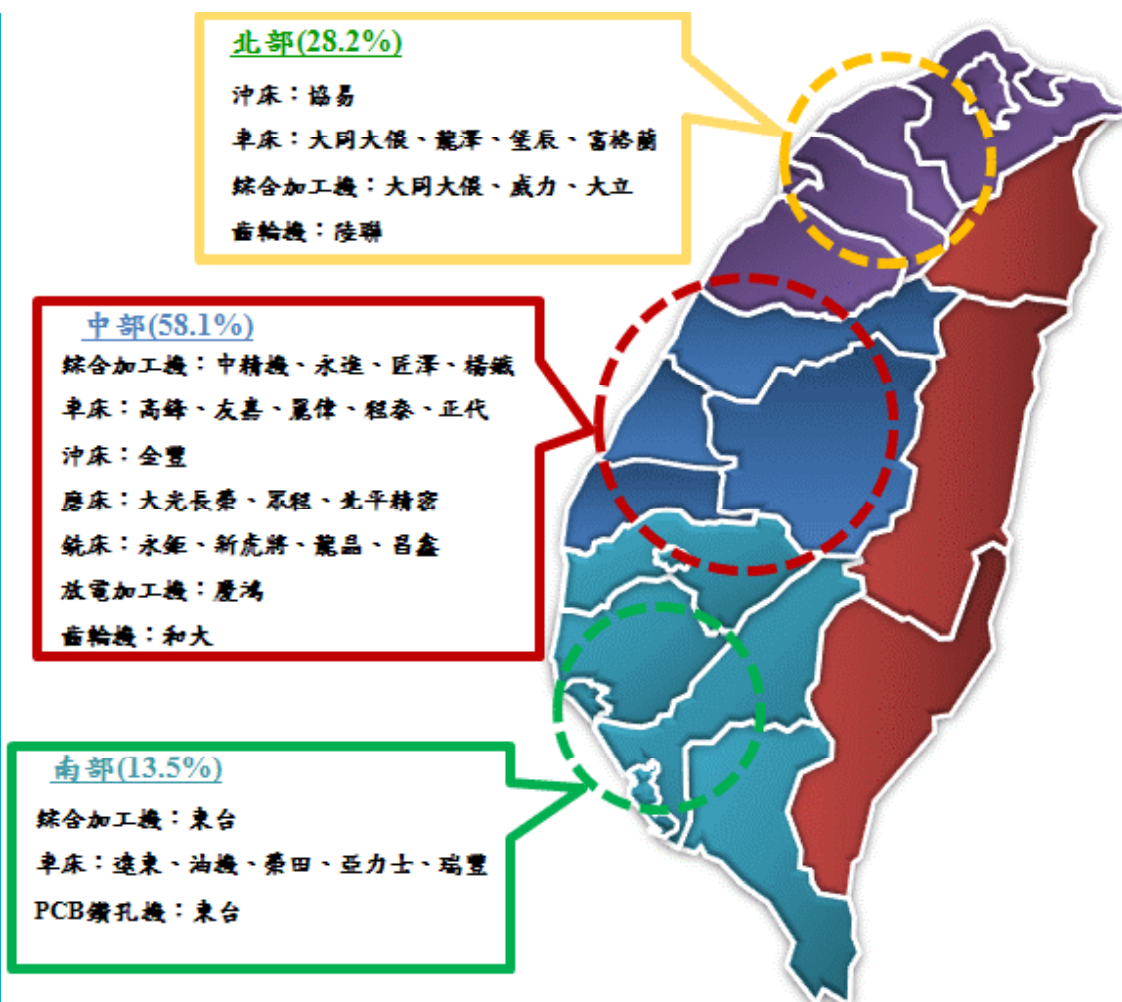 北部(28.2%)
沖床：協易
車床：大同大隈、龍澤、堡辰、富格蘭
綜合加工機：大同大隈、威力、大立
齒輪機：陸聯
中部(58.1%)
綜合加工機：中精機、永進、匠澤、楊鐵
車床：高鋒、友嘉、麗偉、程泰、正代
沖床：金豐
磨床：大光長榮、眾程、北平精密
銑床：永鉅、新虎將、龍晶、昌鑫
放電加工機：慶鴻
齒輪機：和大
南部(13.5%)
綜合加工機：東台
車床：遠東、油機、榮田、亞力士、瑞豐
PCB鑽孔機：東台